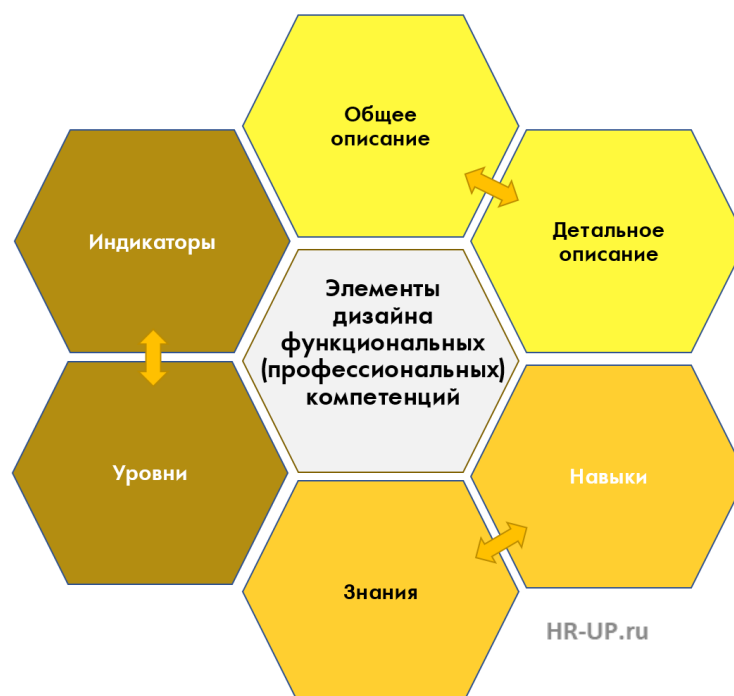 Общее
описание
Индикаторы
Детальное
описание
Элементы
дизайна
функциональных
(профессиональных)
компетенций
Уровни
Навыки
Знания
HR-UP.ru